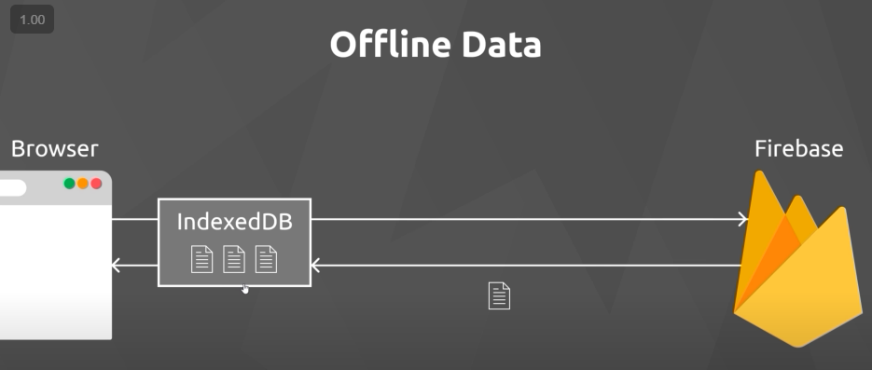 1.00
Offline Data
Browser
Firebase
IndexedDB